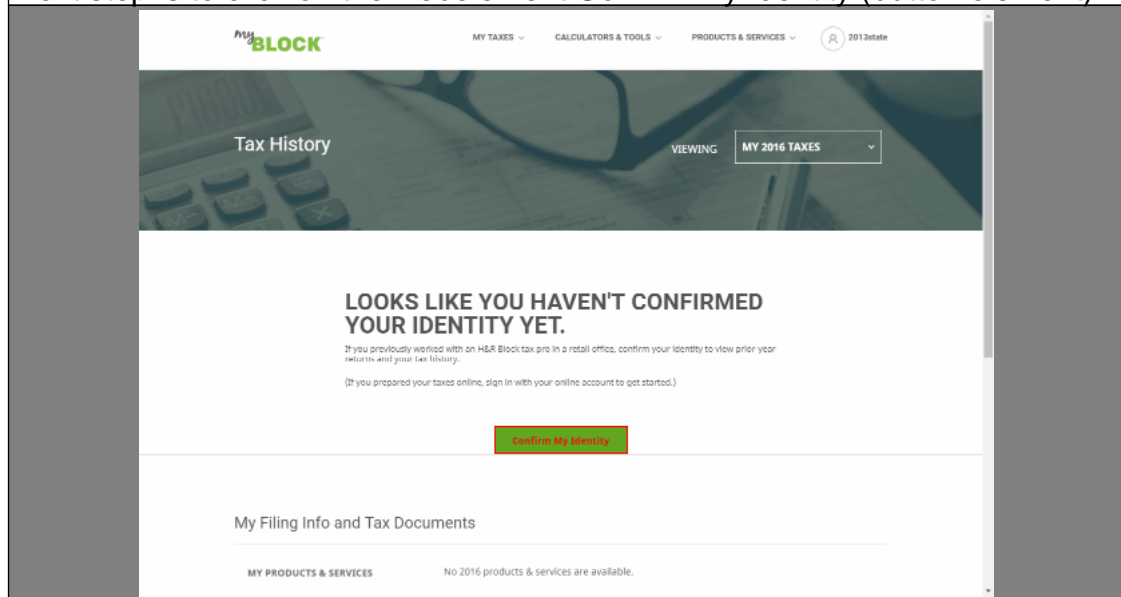 my BLOCK
MY TAXES
CALCULATORS & TOOLS
PRODUCTS & SERVICES
2013state
Tax History
VIEWING
MY 2016 TAXES
LOOKS LIKE YOU HAVEN'T CONFIRMED
YOUR IDENTITY YET.
If you previously worked with an H&R Block tax pro in a retail office, confirm your identity to view prior year
returns and your tax history.
(If you prepared your taxes online, sign in with your online account to get started.)
Confirm My Identity
My Filing Info and Tax Documents
MY PRODUCTS & SERVICES
No 2016 products & services are available.